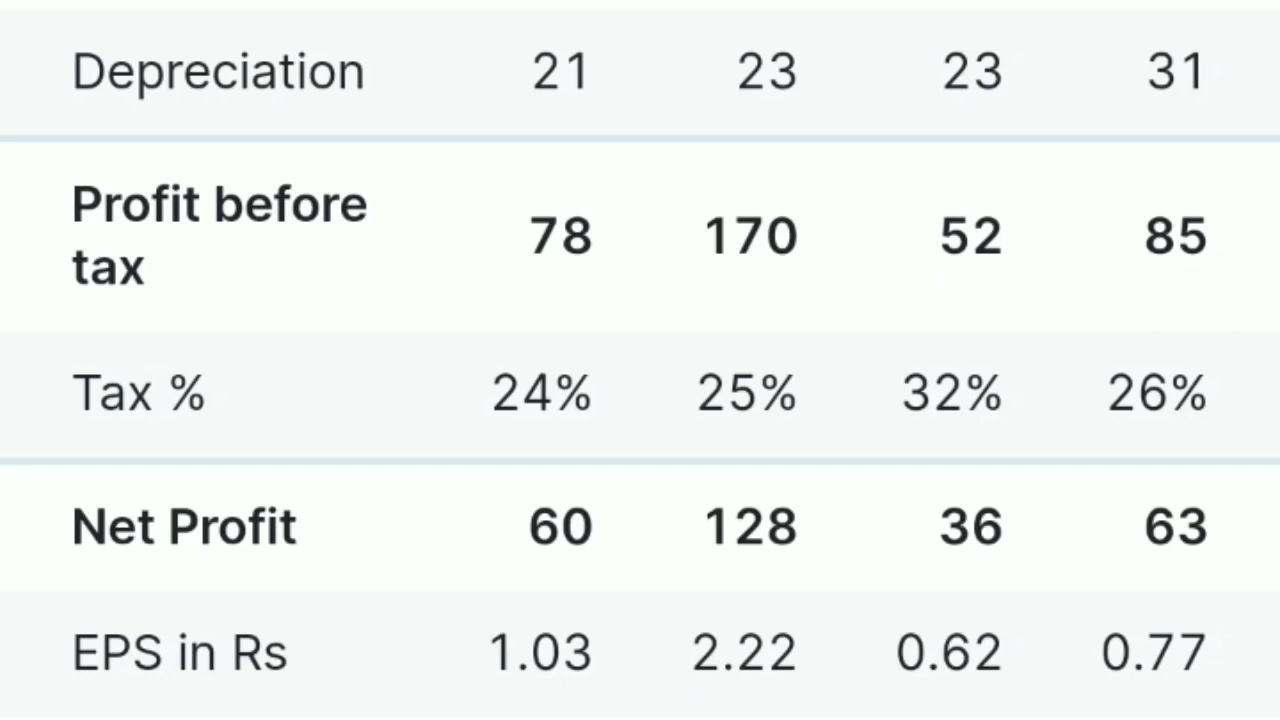 Depreciation 21 23 23 31
Profit before
tax 78 170 52 85
Tax % 24% 25% 32% 26%
Net Profit 60 128 36 63
EPS in Rs 1.03 2.22 0.62 0.77